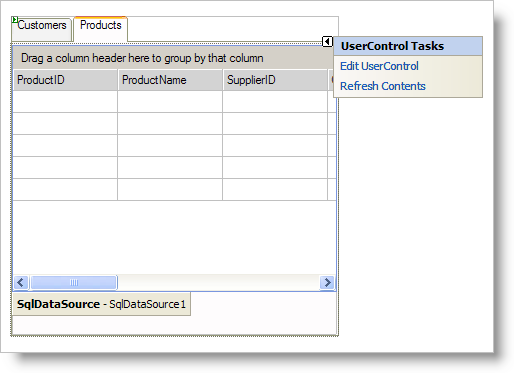 Customers Products
UserControl Tasks
Drag a column header here to group by that column
Edit UserControl
ProductID ProductName SupplierID
Refresh Contents
SqlDataSource - SqlDataSource1